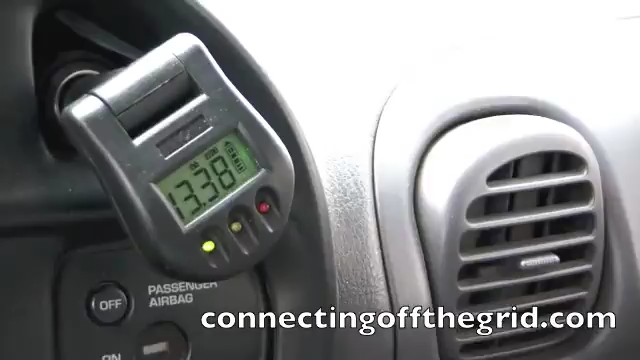 13.38
OFF
PASSENGER
AIRBAG
ON
connectingoffthegrid.com